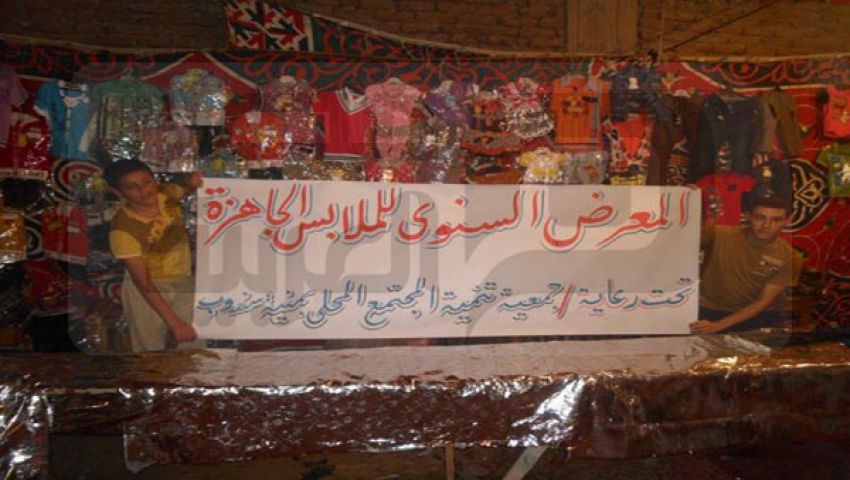 المعرض السنوى للملابس الجاهزة
تحت رعاية / جمعية تنمية المجتمع المحلى بمنية سندوب